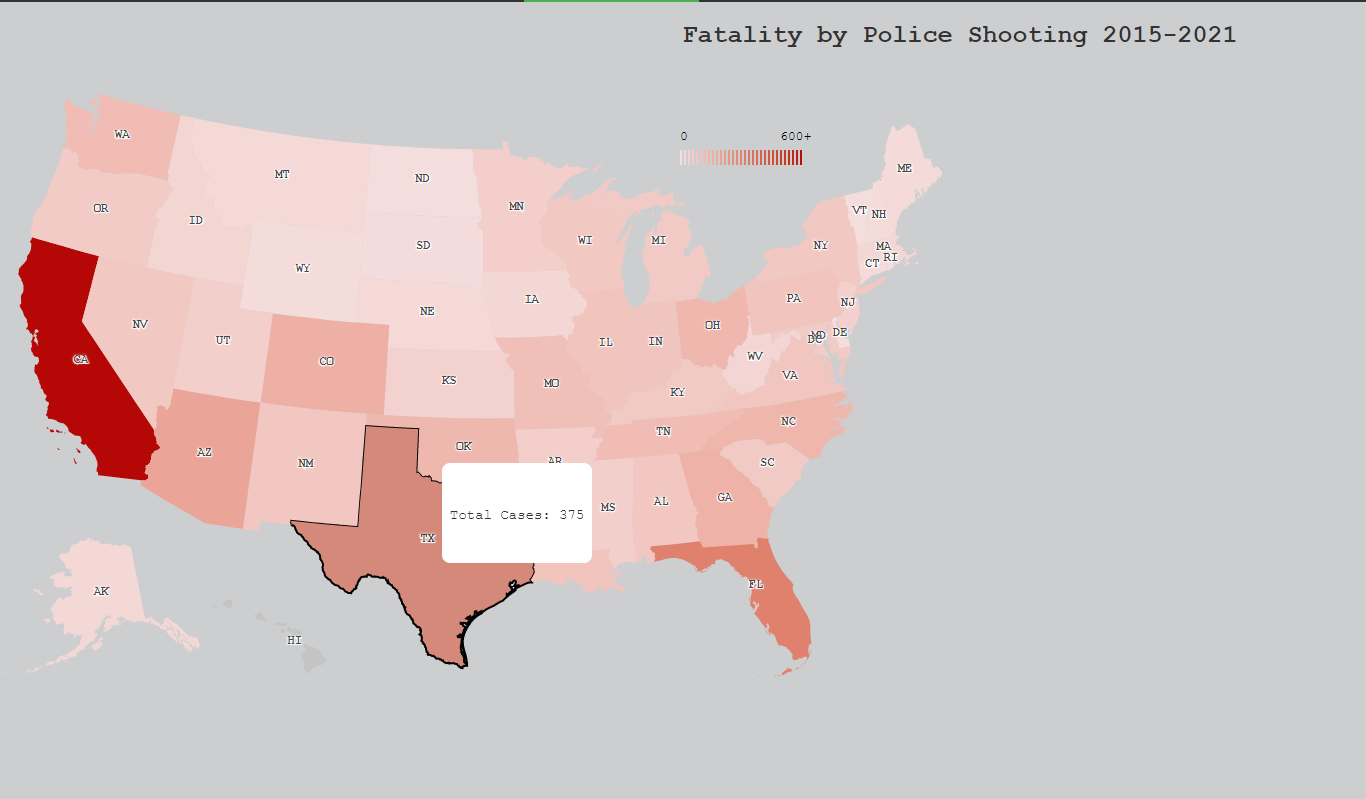 Fatality by Police Shooting 2015-2021
0 600+
WA
MT
ND
MN
OR
ID
SD
WI
MI
NY
VT
NH
ME
MA
RI
CT
WY
NV
UT
CO
NE
IA
IL
IN
OH
PA
NJ
MD
DC
DE
WV
VA
CA
KS
MO
KY
AZ
NM
OK
AR
TN
NC
SC
MS
AL
GA
TX
Total Cases: 375
FL
AK
HI